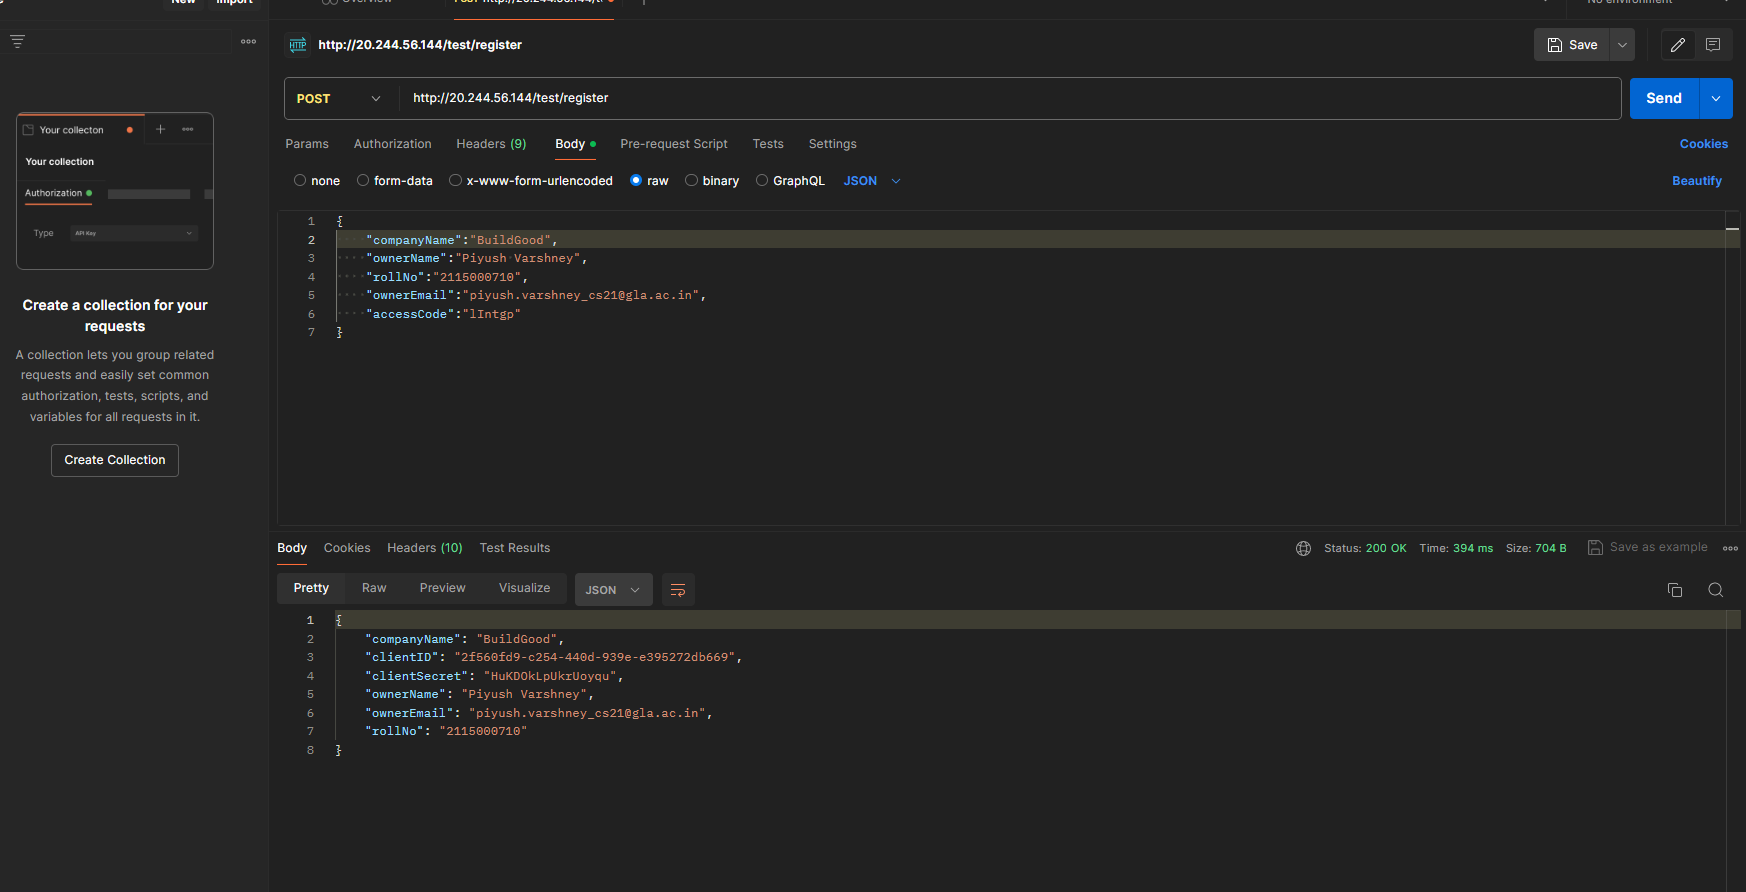 New Import
Overview POST http://20.244.56.144/t
No environment
http://20.244.56.144/test/register
Save
POST http://20.244.56.144/test/register Send
Params Authorization Headers (9) Body Pre-request Script Tests Settings Cookies
none form-data x-www-form-urlencoded raw binary GraphQL JSON Beautify
1 {
2 "companyName":"BuildGood",
3 "ownerName":"Piyush Varshney",
4 "rollNo":"2115000710",
5 "ownerEmail":"piyush.varshney_cs21@gla.ac.in",
6 "accessCode":"lIntgp"
7 }
Your collecton
Your collection
Authorization
Type API Key
Create a collection for your
requests
A collection lets you group related
requests and easily set common
authorization, tests, scripts, and
variables for all requests in it.
Create Collection
Body Cookies Headers (10) Test Results Status: 200 OK Time: 394 ms Size: 704 B Save as example
Pretty Raw Preview Visualize JSON
1 {
2 "companyName": "BuildGood",
3 "clientID": "2f560fd9-c254-440d-939e-e395272db669",
4 "clientSecret": "HuKDOkLpUkrUoyqu",
5 "ownerName": "Piyush Varshney",
6 "ownerEmail": "piyush.varshney_cs21@gla.ac.in",
7 "rollNo": "2115000710"
8 }